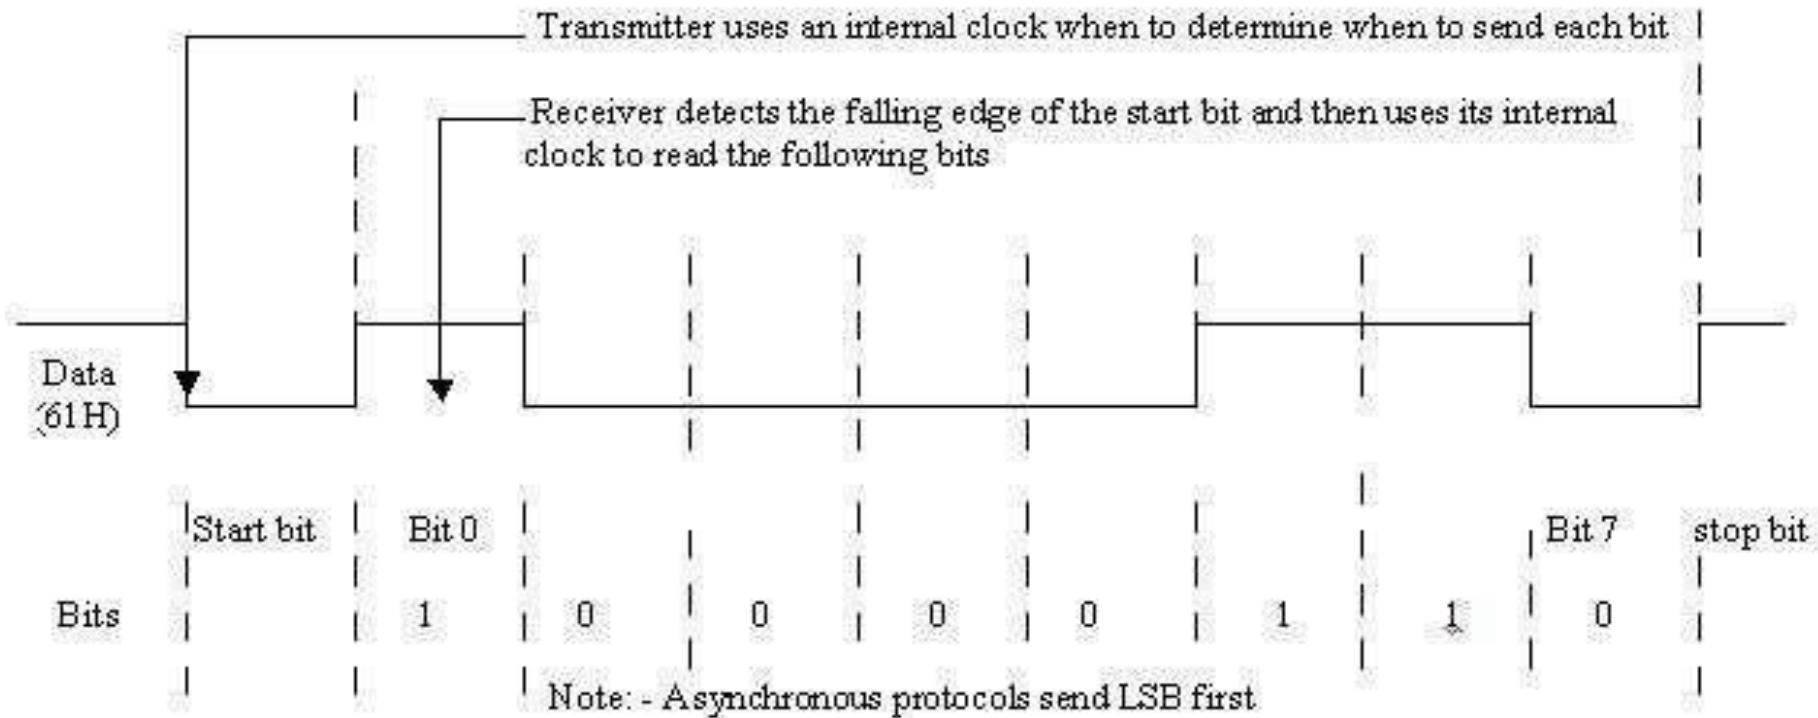 Transmitter uses an internal clock when to determine when to send each bit
Receiver detects the falling edge of the start bit and then uses its internal
clock to read the following bits
Data
(61H)
Start bit Bit 0 Bit 7 stop bit
Bits 1 0 0 0 0 1 1 0
Note: - Asynchronous protocols send LSB first